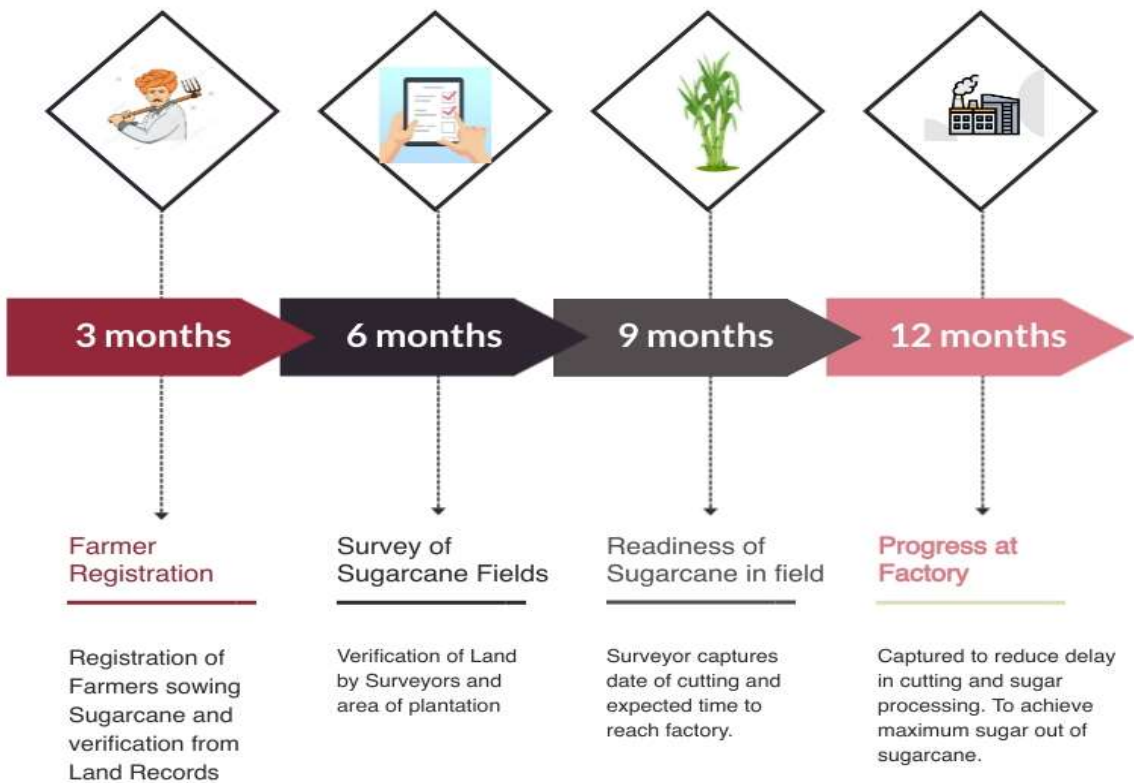 3 months
6 months
9 months
12 months
Farmer
Registration
Registration of
Farmers sowing
Sugarcane and
verification from
Land Records
Survey of
Sugarcane Fields
Verification of Land
by Surveyors and
area of plantation
Readiness of
Sugarcane in field
Surveyor captures
date of cutting and
expected time to
reach factory.
Progress at
Factory
Captured to reduce delay
in cutting and sugar
processing. To achieve
maximum sugar out of
sugarcane.